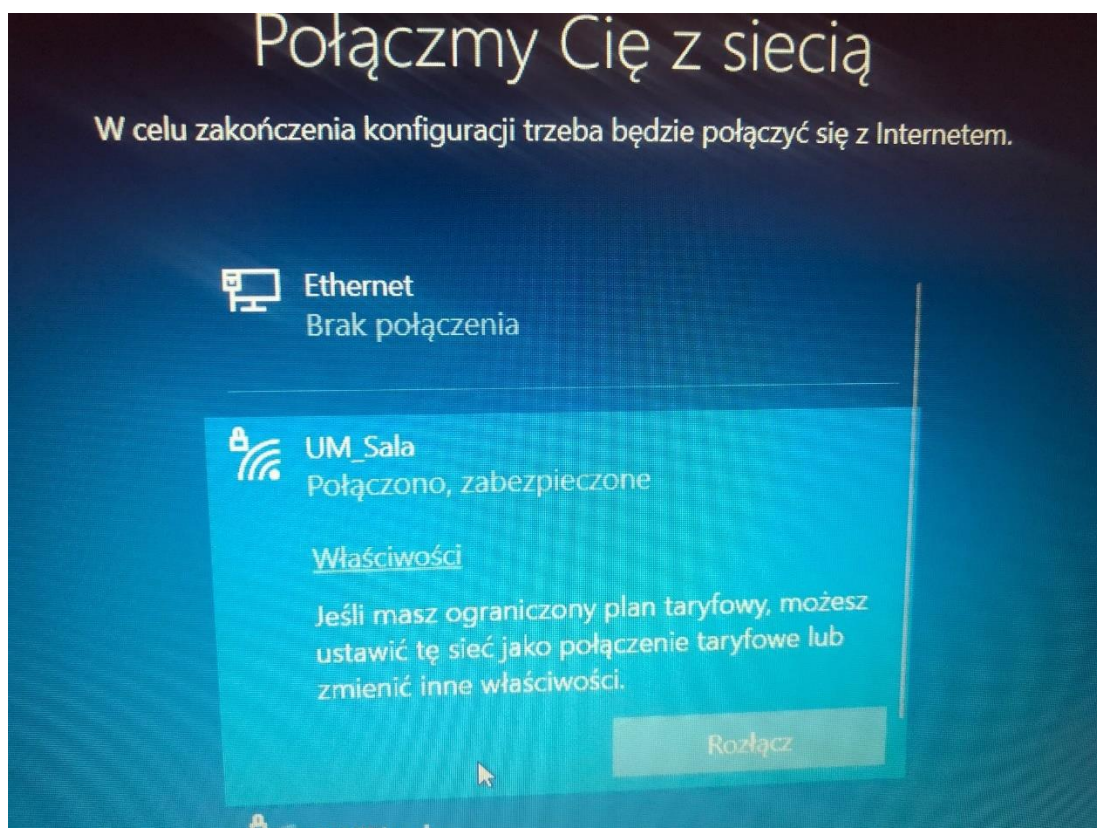 Połączmy Cię z siecią
W celu zakończenia konfiguracji trzeba będzie połączyć się z Internetem.
Ethernet
Brak połączenia
UM_Sala
Połączono, zabezpieczone
Właściwości
Jeśli masz ograniczony plan taryfowy, możesz
ustawić tę sieć jako połączenie taryfowe lub
zmienić inne właściwości.
Rozłącz